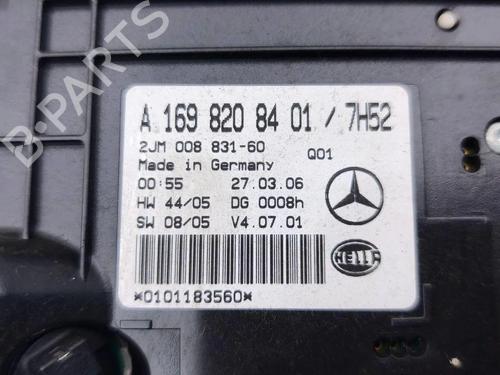 A 169 820 84 01 / 7H52
2JM 008 831-60 Q01
Made in Germany
00:55 27.03.06
HW 44/05 DG 0008h
SW 08/05 V4.07.01
HELLA
*0101183560*
B-PARTS